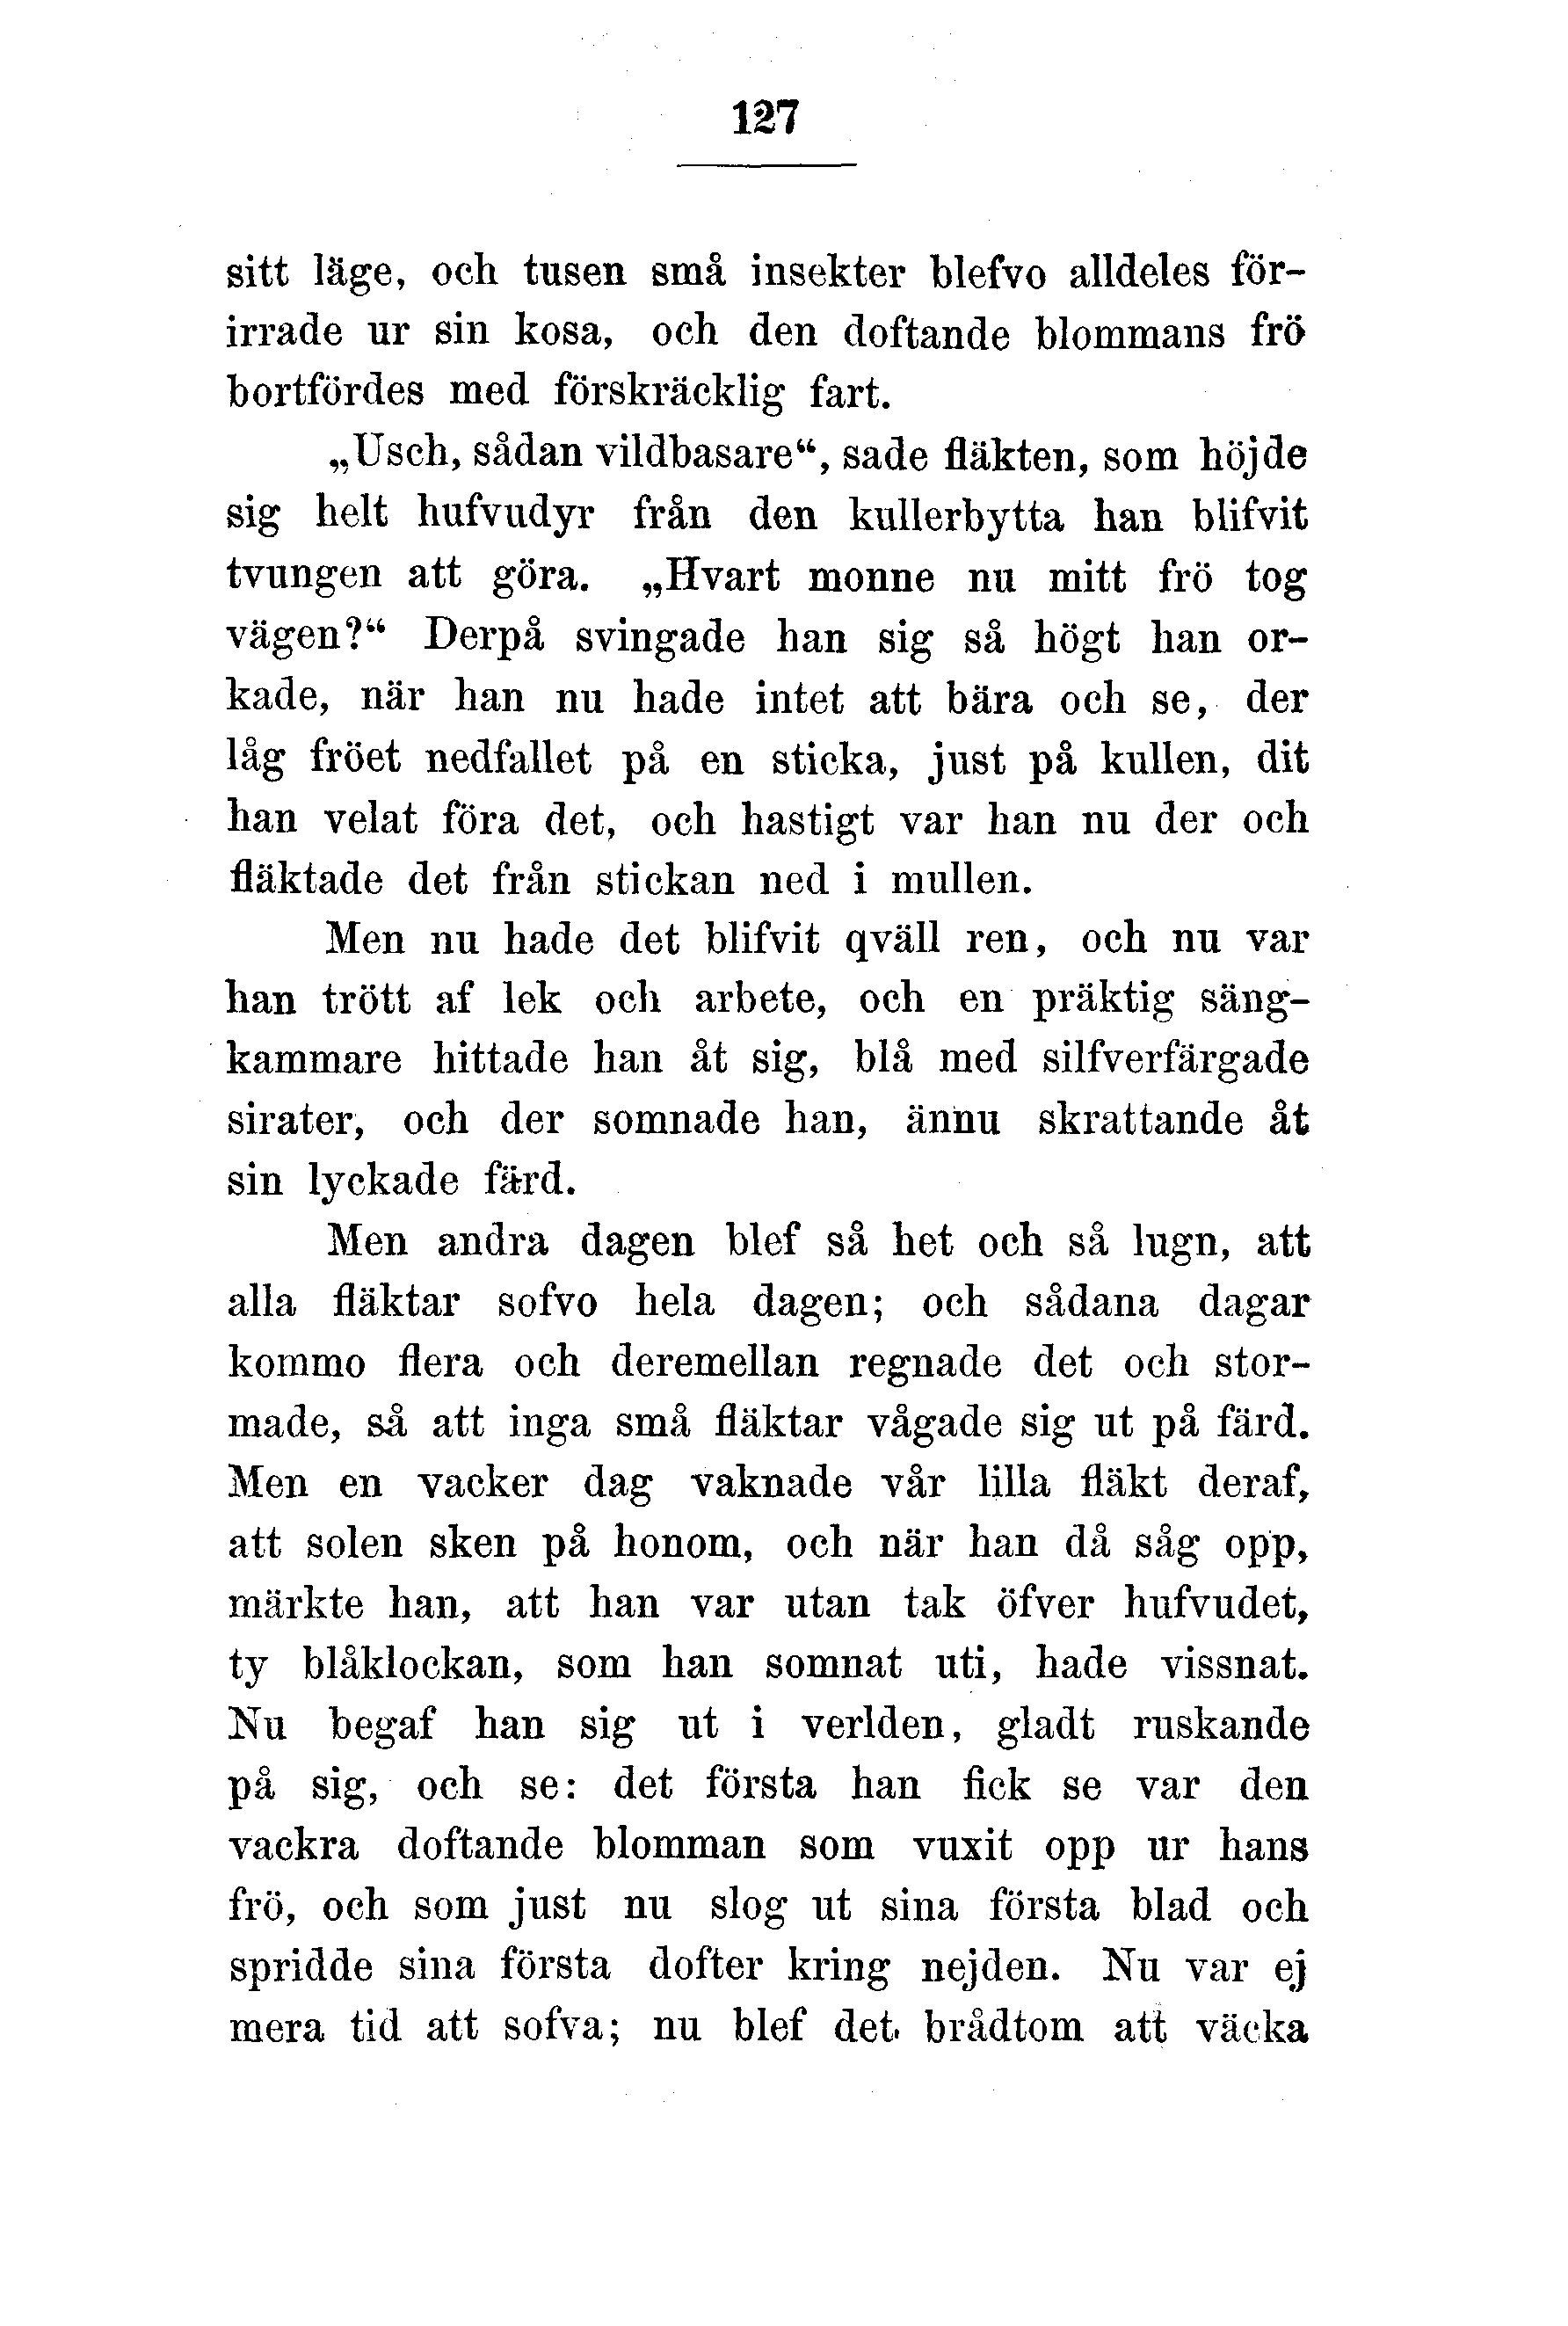 127
sitt läge, och tusen små insekter blefvo alldeles för-
irrade ur sin kosa, och den doftande blommans frö
bortfördes med förskräcklig fart.
„Usch, sådan vildbasare“, sade fläkten, som höjde
sig helt hufvudyr från den kullerbytta han blifvit
tvungen att göra. „Hvart monne nu mitt frö tog
vägen?“ Derpå svingade han sig så högt han or-
kade, när han nu hade intet att bära och se, der
låg fröet nedfallet på en sticka, just på kullen, dit
han velat föra det, och hastigt var han nu der och
fläktade det från stickan ned i mullen.
Men nu hade det blifvit qväll ren, och nu var
han trött af lek och arbete, och en präktig säng-
kammare hittade han åt sig, blå med silfverfärgade
sirater, och der somnade han, ännu skrattande åt
sin lyckade färd.
Men andra dagen blef så het och så lugn, att
alla fläktar sofvo hela dagen; och sådana dagar
kommo flera och deremellan regnade det och stor-
made, så att inga små fläktar vågade sig ut på färd.
Men en vacker dag vaknade vår lilla fläkt deraf,
att solen sken på honom, och när han då såg opp,
märkte han, att han var utan tak öfver hufvudet,
ty blåklockan, som han somnat uti, hade vissnat.
Nu begaf han sig ut i verlden, gladt ruskande
på sig, och se: det första han fick se var den
vackra doftande blomman som vuxit opp ur hans
frö, och som just nu slog ut sina första blad och
spridde sina första dofter kring nejden. Nu var ej
mera tid att sofva; nu blef det brådtom att väcka